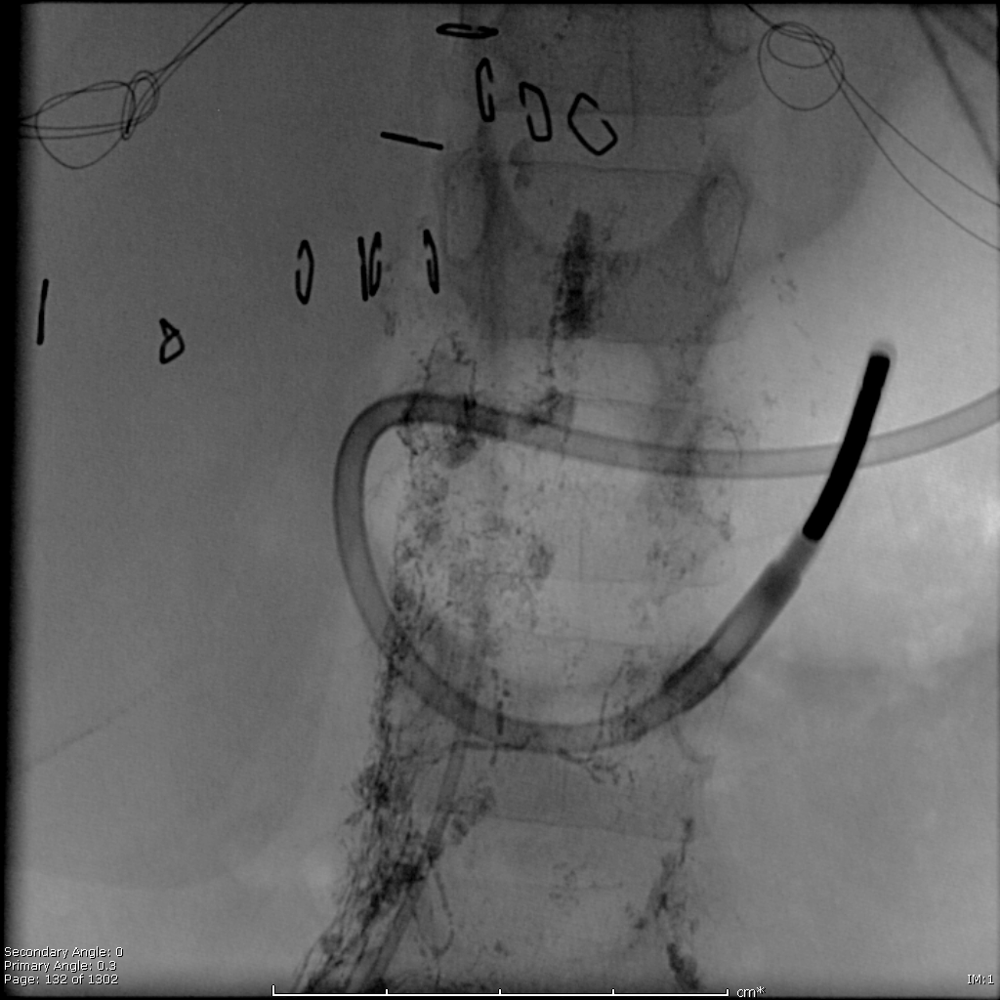 Secondary Angle: 0
Primary Angle: 0.3
Page: 132 of 1302
IM:1
cm*